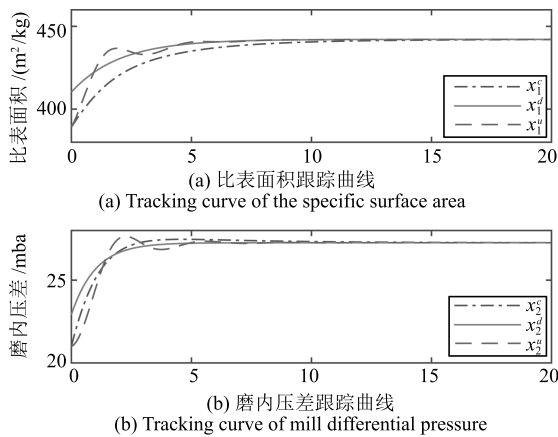 450
400
比表面积 /(m²/kg)
x₁ᶜ
x₁ᵈ
x₁ᵘ
0 5 10 15 20
(a) 比表面积跟踪曲线
(a) Tracking curve of the specific surface area
25
20
磨内压差 /mba
x₂ᶜ
x₂ᵈ
x₂ᵘ
0 5 10 15 20
(b) 磨内压差跟踪曲线
(b) Tracking curve of mill differential pressure